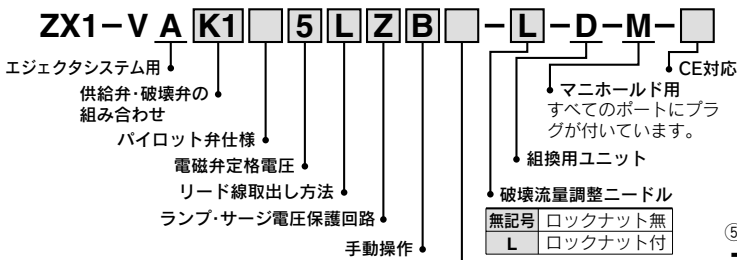 ZX1－V A K1 □ 5 L Z B □ － L －D－M－□
エジェクタシステム用
CE対応
供給弁･破壊弁の
組み合わせ
マニホールド用
すべてのポートにプラ
グが付いています。
パイロット弁仕様
電磁弁定格電圧
組換用ユニット
リード線取出し方法
破壊流量調整ニードル
ランプ･サージ電圧保護回路
無記号 ロックナット無
L ロックナット付
手動操作
⑤